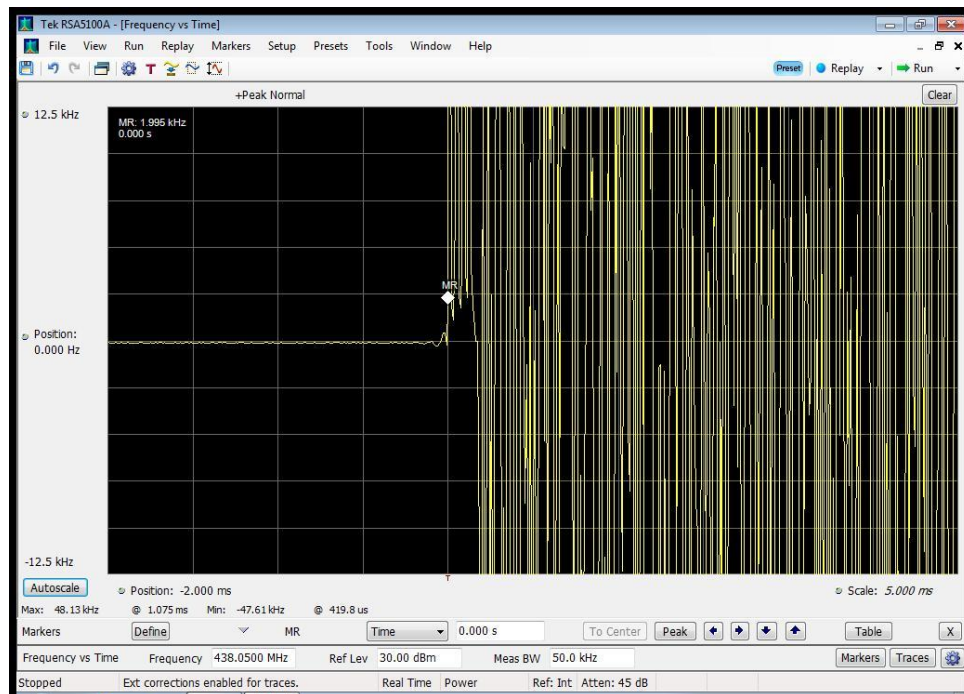 Tek RSA5100A - [Frequency vs Time]
File View Run Replay Markers Setup Presets Tools Window Help
T Preset Replay Run
+Peak Normal Clear
12.5 kHz
MR: 1.995 kHz
0.000 s
MR
Position:
0.000 Hz
-12.5 kHz
T
Autoscale Position: -2.000 ms Scale: 5.000 ms
Max: 48.13 kHz @ 1.075 ms Min: -47.61 kHz @ 419.8 us
Markers Define MR Time 0.000 s To Center Peak Table X
Frequency vs Time Frequency 438.0500 MHz Ref Lev 30.00 dBm Meas BW 50.0 kHz Markers Traces
Stopped Ext corrections enabled for traces. Real Time Power Ref: Int Atten: 45 dB